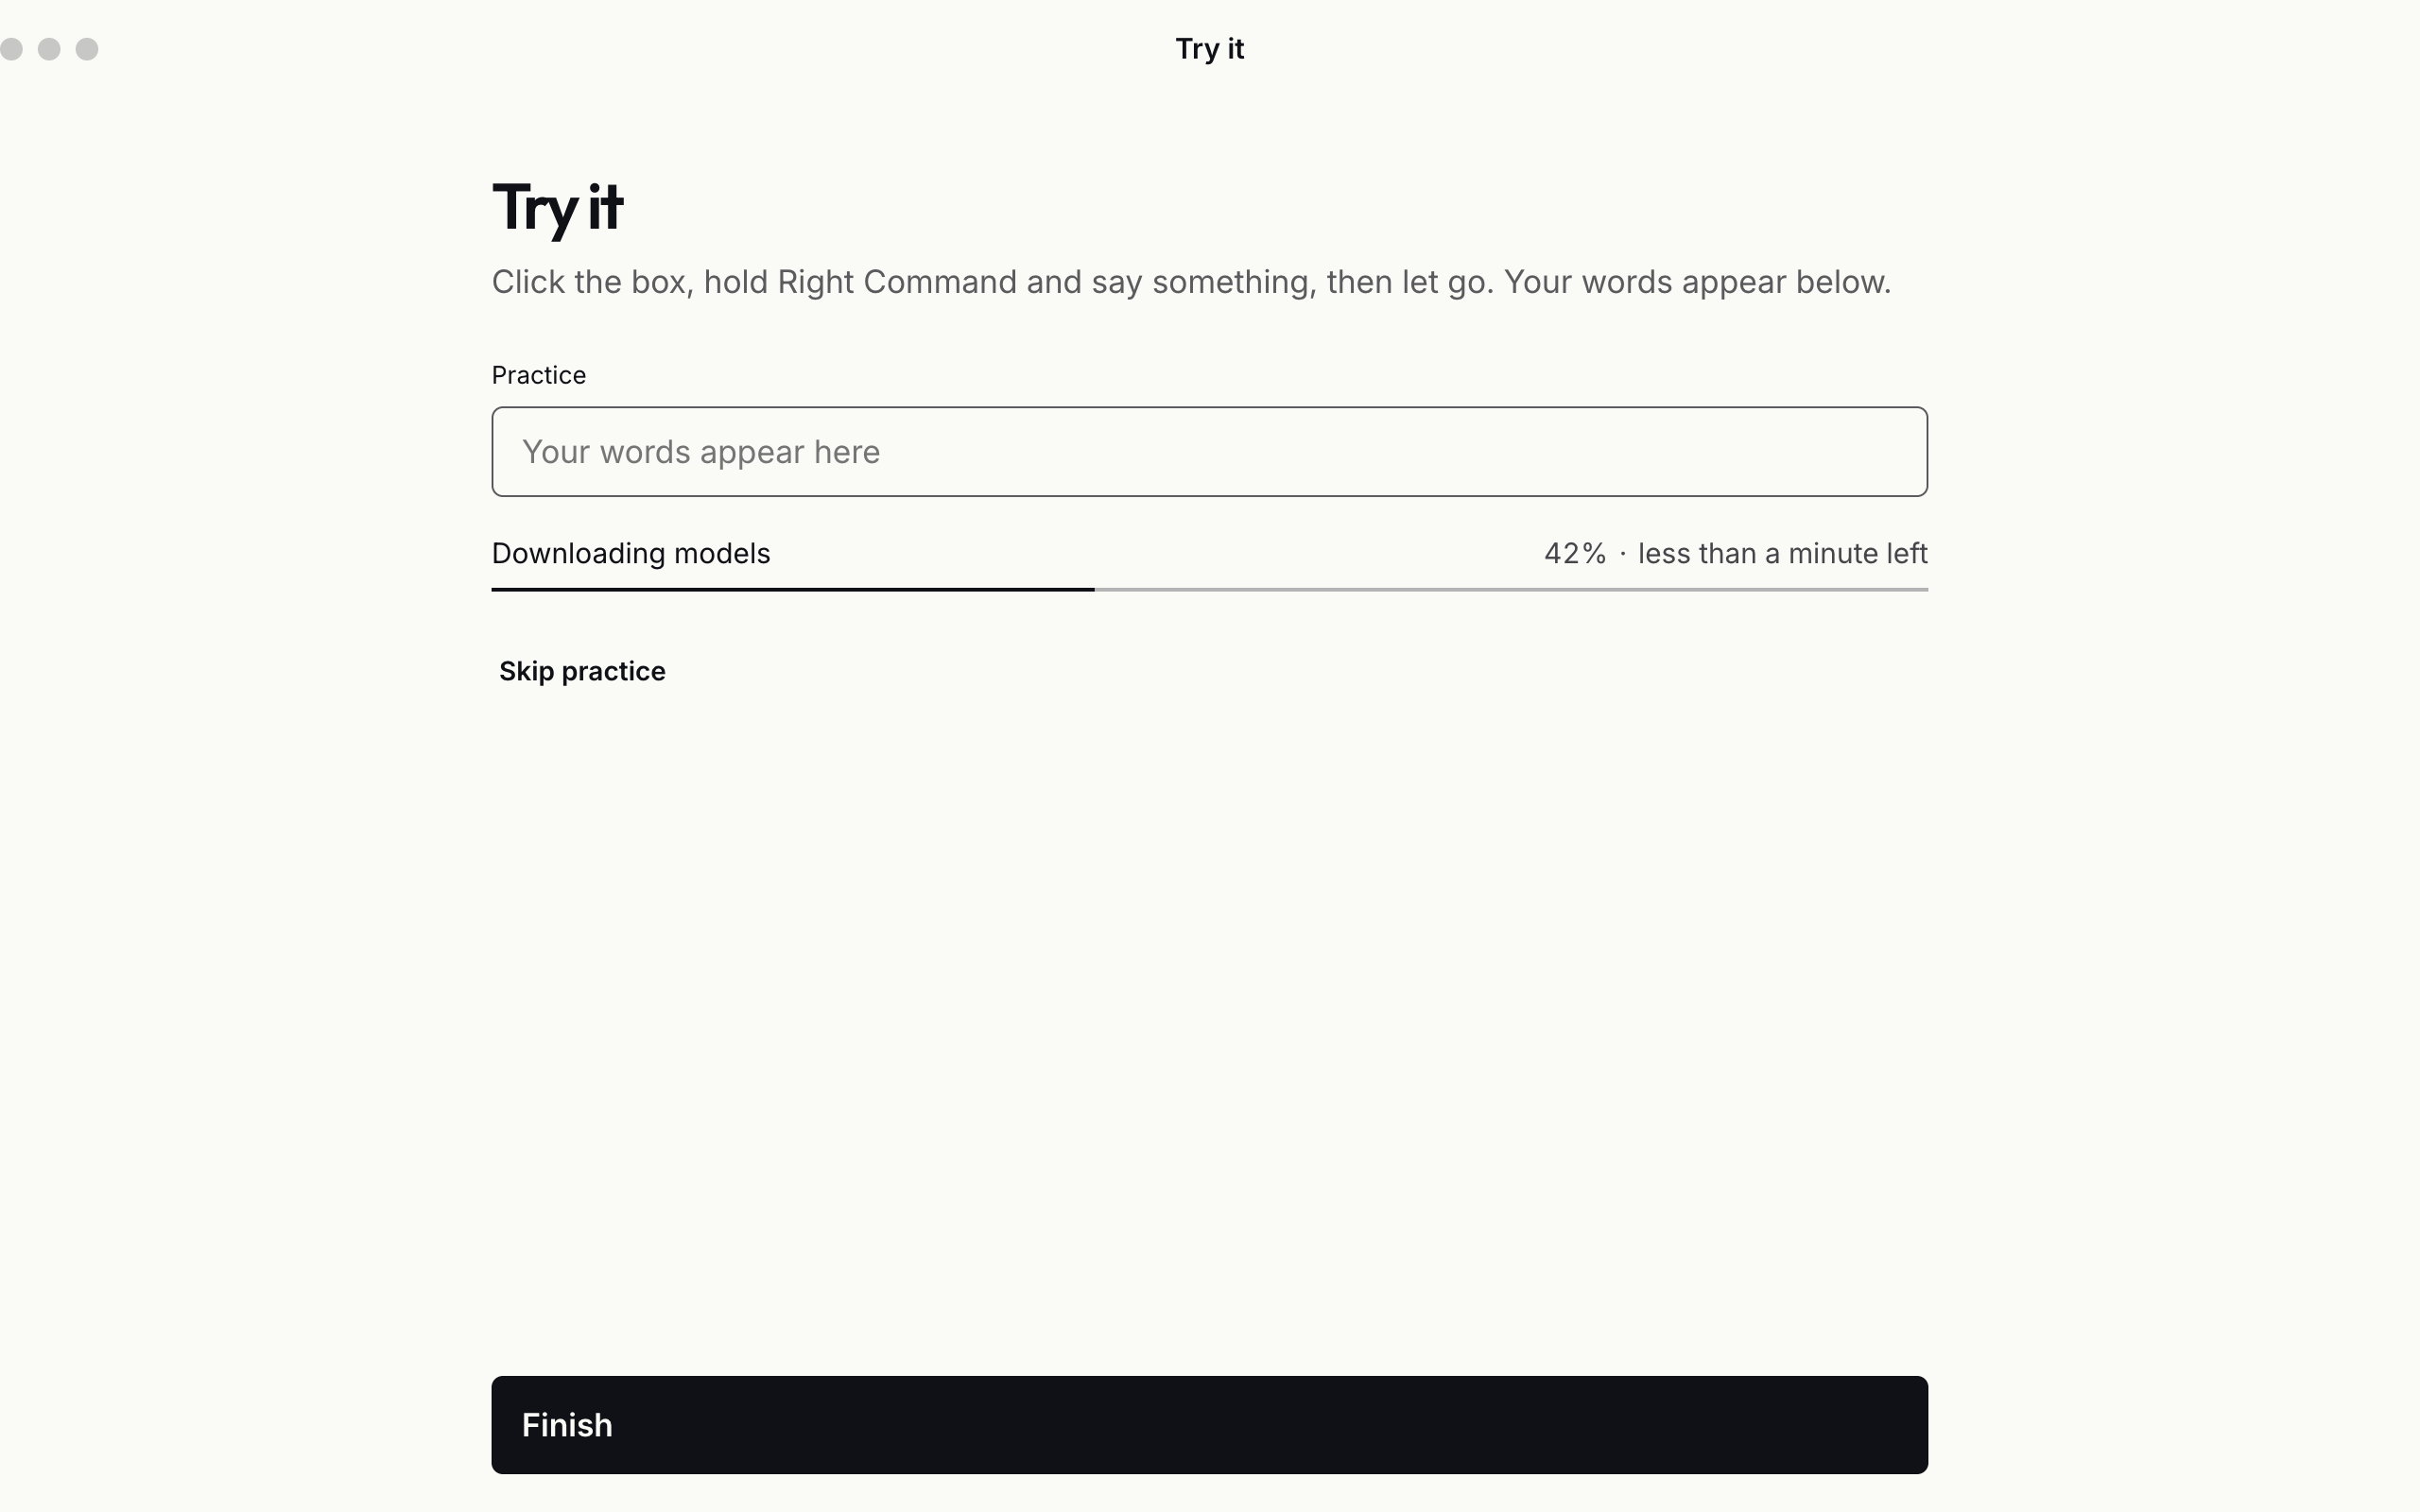 Try it
Try it
Click the box, hold Right Command and say something, then let go. Your words appear below.
Practice
Your words appear here
Downloading models
42% · less than a minute left
Skip practice
Finish